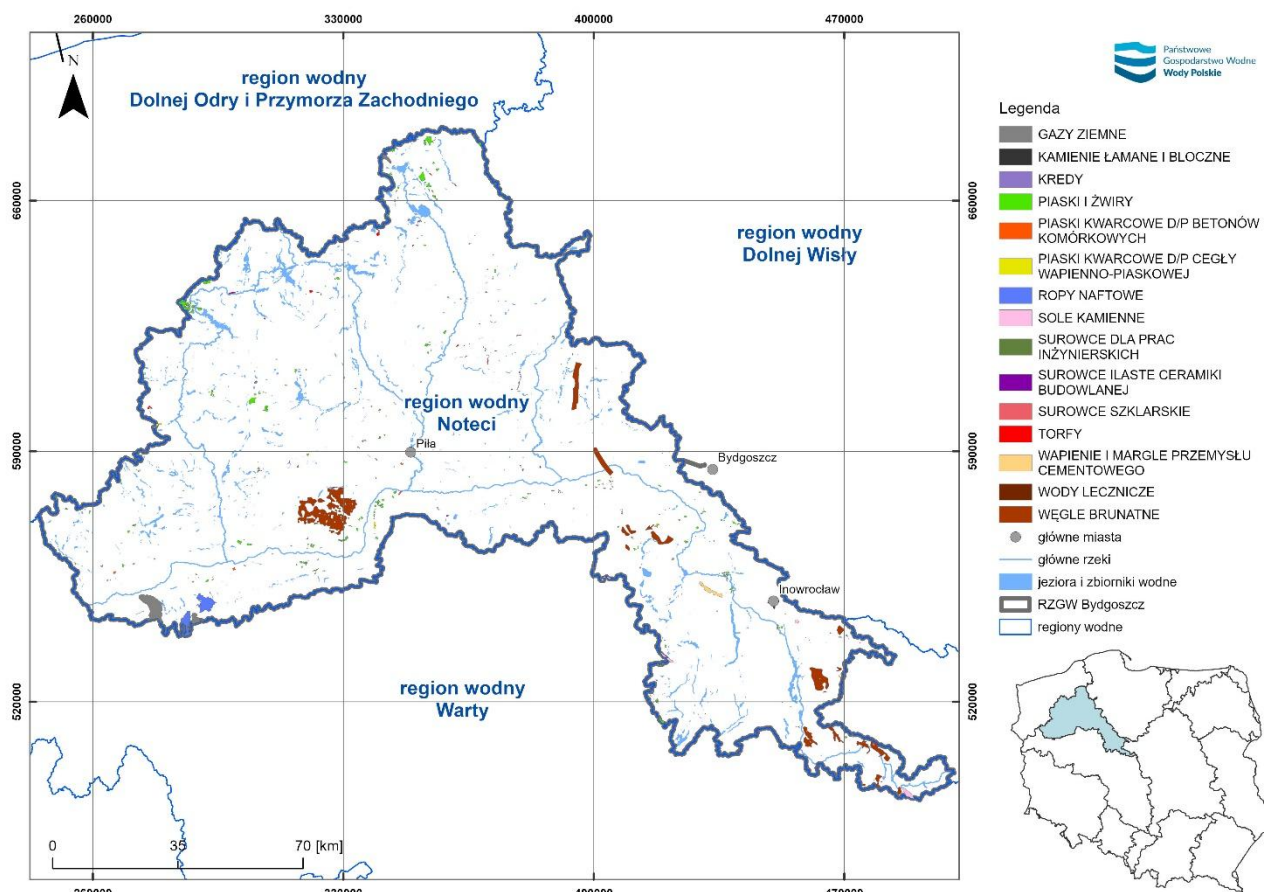 260000 330000 400000 470000
N
region wodny
Dolnej Odry i Przymorza Zachodniego
660000
660000
region wodny
Dolnej Wisły
region wodny
Noteci
Piła
590000
590000
Bydgoszcz
Inowrocław
520000
520000
region wodny
Warty
0 35 70 [km]
260000 330000 400000 470000
Państwowe
Gospodarstwo Wodne
Wody Polskie
Legenda
GAZY ZIEMNE
KAMIENIE ŁAMANE I BLOCZNE
KREDY
PIASKI I ŻWIRY
PIASKI KWARCOWE D/P BETONÓW
KOMÓRKOWYCH
PIASKI KWARCOWE D/P CEGŁY
WAPIENNO-PIASKOWEJ
ROPY NAFTOWE
SOLE KAMIENNE
SUROWCE DLA PRAC
INŻYNIERSKICH
SUROWCE ILASTE CERAMIKI
BUDOWLANEJ
SUROWCE SZKLARSKIE
TORFY
WAPIENIE I MARGLE PRZEMYSŁU
CEMENTOWEGO
WODY LECZNICZE
WĘGLE BRUNATNE
główne miasta
główne rzeki
jeziora i zbiorniki wodne
RZGW Bydgoszcz
regiony wodne